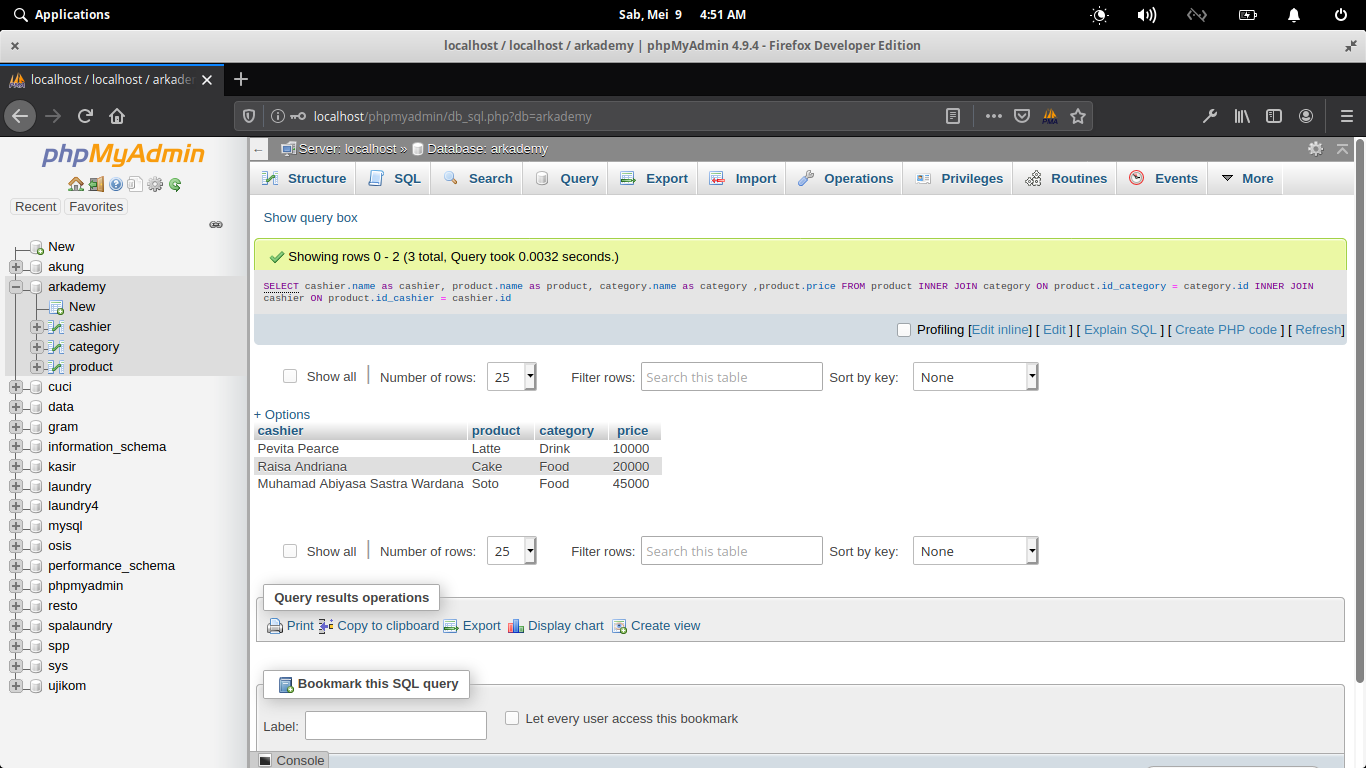 Applications
Sab, Mei 9 4:51 AM
localhost / localhost / arkademy | phpMyAdmin 4.9.4 - Firefox Developer Edition
localhost / localhost / arkade
localhost/phpmyadmin/db_sql.php?db=arkademy
phpMyAdmin
Recent Favorites
New
akung
arkademy
New
cashier
category
product
cuci
data
gram
information_schema
kasir
laundry
laundry4
mysql
osis
performance_schema
phpmyadmin
resto
spalaundry
spp
sys
ujikom
Server: localhost » Database: arkademy
Structure SQL Search Query Export Import Operations Privileges Routines Events More
Show query box
Showing rows 0 - 2 (3 total, Query took 0.0032 seconds.)
SELECT cashier.name as cashier, product.name as product, category.name as category ,product.price FROM product INNER JOIN category ON product.id_category = category.id INNER JOIN
cashier ON product.id_cashier = cashier.id
Profiling [Edit inline] [ Edit ] [ Explain SQL ] [ Create PHP code ] [ Refresh]
Show all Number of rows: 25 Filter rows: Search this table Sort by key: None
+ Options
cashier product category price
Pevita Pearce Latte Drink 10000
Raisa Andriana Cake Food 20000
Muhamad Abiyasa Sastra Wardana Soto Food 45000
Show all Number of rows: 25 Filter rows: Search this table Sort by key: None
Query results operations
Print Copy to clipboard Export Display chart Create view
Bookmark this SQL query
Label: Let every user access this bookmark
Console